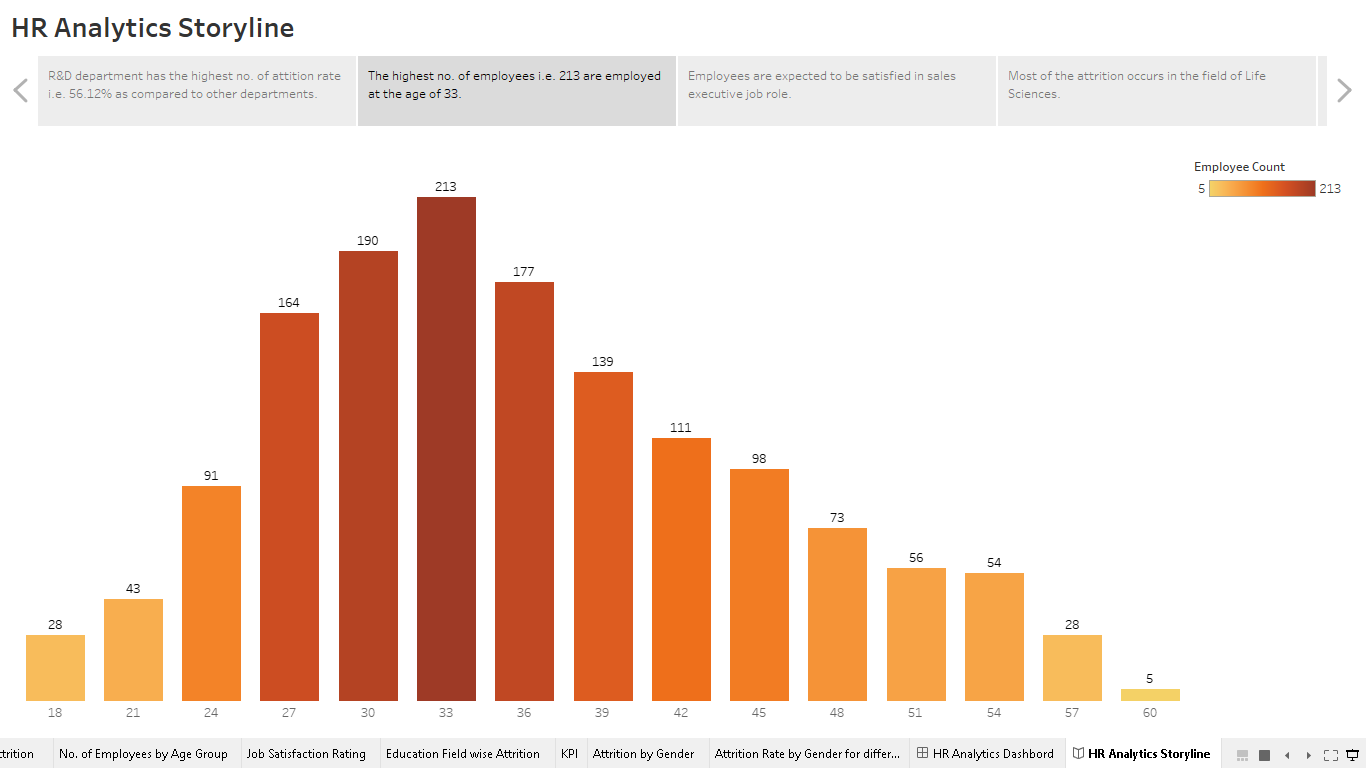 HR Analytics Storyline
R&D department has the highest no. of attition rate
i.e. 56.12% as compared to other departments.
The highest no. of employees i.e. 213 are employed
at the age of 33.
Employees are expected to be satisfied in sales
executive job role.
Most of the attrition occurs in the field of Life
Sciences.
Employee Count
5 213
213
190
177
164
139
111
98
91
73
56
54
43
28
28
5
18 21 24 27 30 33 36 39 42 45 48 51 54 57 60
ttrition No. of Employees by Age Group Job Satisfaction Rating Education Field wise Attrition KPI Attrition by Gender Attrition Rate by Gender for differ... HR Analytics Dashbord HR Analytics Storyline